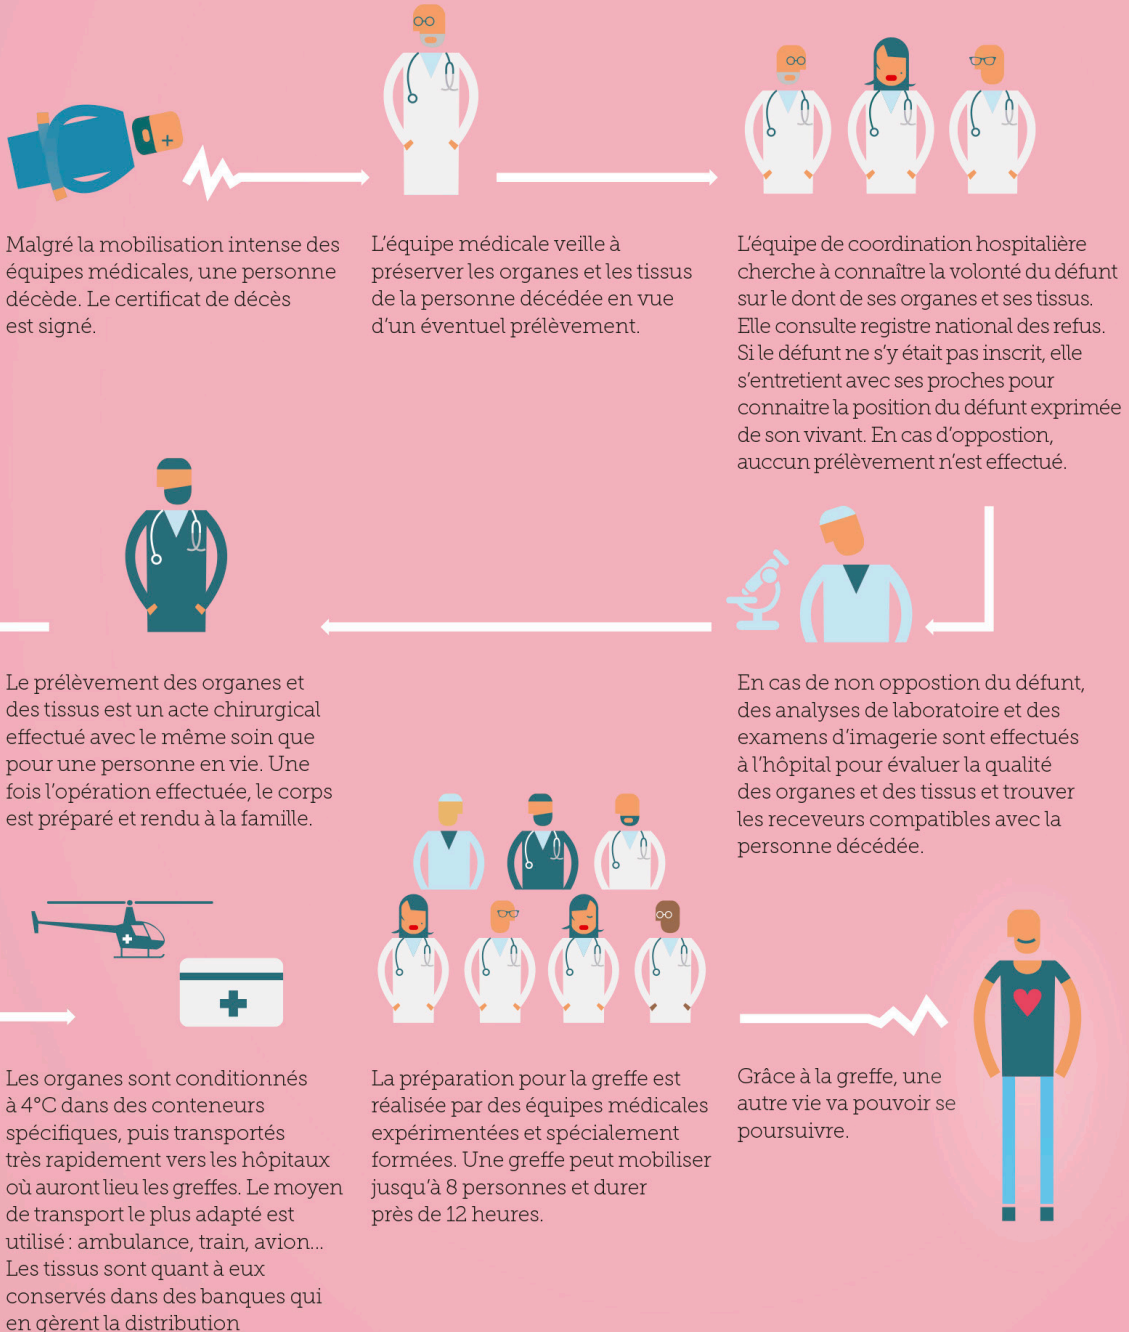 Malgré la mobilisation intense des
équipes médicales, une personne
décède. Le certificat de décès
est signé.
L'équipe médicale veille à
préserver les organes et les tissus
de la personne décédée en vue
d'un éventuel prélèvement.
L'équipe de coordination hospitalière
cherche à connaître la volonté du défunt
sur le dont de ses organes et ses tissus.
Elle consulte registre national des refus.
Si le défunt ne s'y était pas inscrit, elle
s'entretient avec ses proches pour
connaitre la position du défunt exprimée
de son vivant. En cas d'oppostion,
auccun prélèvement n'est effectué.
En cas de non oppostion du défunt,
des analyses de laboratoire et des
examens d'imagerie sont effectués
à l'hôpital pour évaluer la qualité
des organes et des tissus et trouver
les receveurs compatibles avec la
personne décédée.
Le prélèvement des organes et
des tissus est un acte chirurgical
effectué avec le même soin que
pour une personne en vie. Une
fois l'opération effectuée, le corps
est préparé et rendu à la famille.
Les organes sont conditionnés
à 4°C dans des conteneurs
spécifiques, puis transportés
très rapidement vers les hôpitaux
où auront lieu les greffes. Le moyen
de transport le plus adapté est
utilisé : ambulance, train, avion...
Les tissus sont quant à eux
conservés dans des banques qui
en gèrent la distribution
La préparation pour la greffe est
réalisée par des équipes médicales
expérimentées et spécialement
formées. Une greffe peut mobiliser
jusqu'à 8 personnes et durer
près de 12 heures.
Grâce à la greffe, une
autre vie va pouvoir se
poursuivre.